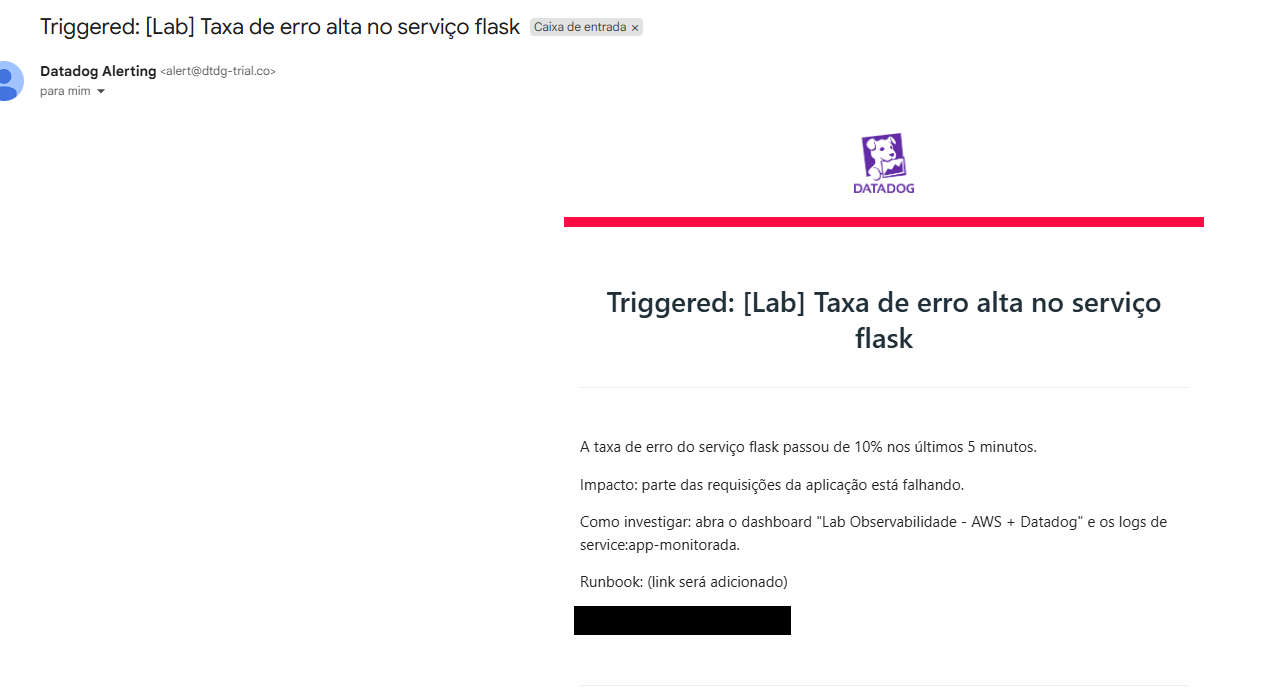 Triggered: [Lab] Taxa de erro alta no serviço flask Caixa de entrada ×
Datadog Alerting <alert@dtdg-trial.co>
para mim
DATADOG
Triggered: [Lab] Taxa de erro alta no serviço
flask
A taxa de erro do serviço flask passou de 10% nos últimos 5 minutos.
Impacto: parte das requisições da aplicação está falhando.
Como investigar: abra o dashboard "Lab Observabilidade - AWS + Datadog" e os logs de
service:app-monitorada.
Runbook: (link será adicionado)